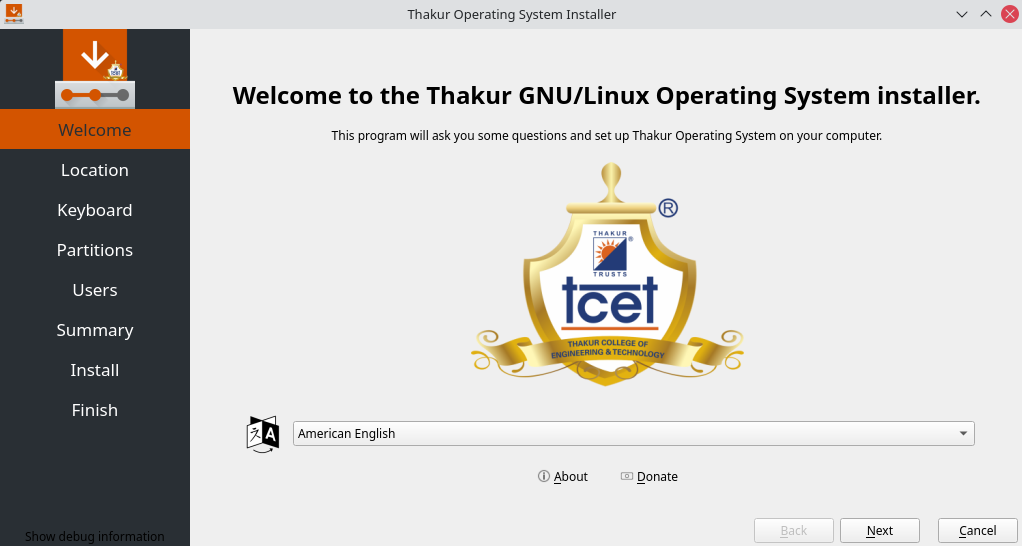 Thakur Operating System Installer
Welcome
Location
Keyboard
Partitions
Users
Summary
Install
Finish
Show debug information
Welcome to the Thakur GNU/Linux Operating System installer.
This program will ask you some questions and set up Thakur Operating System on your computer.
®
THAKUR
®
TRUSTS
tcet
THAKUR COLLEGE OF
ENGINEERING & TECHNOLOGY
A
American English
About Donate
Back Next Cancel